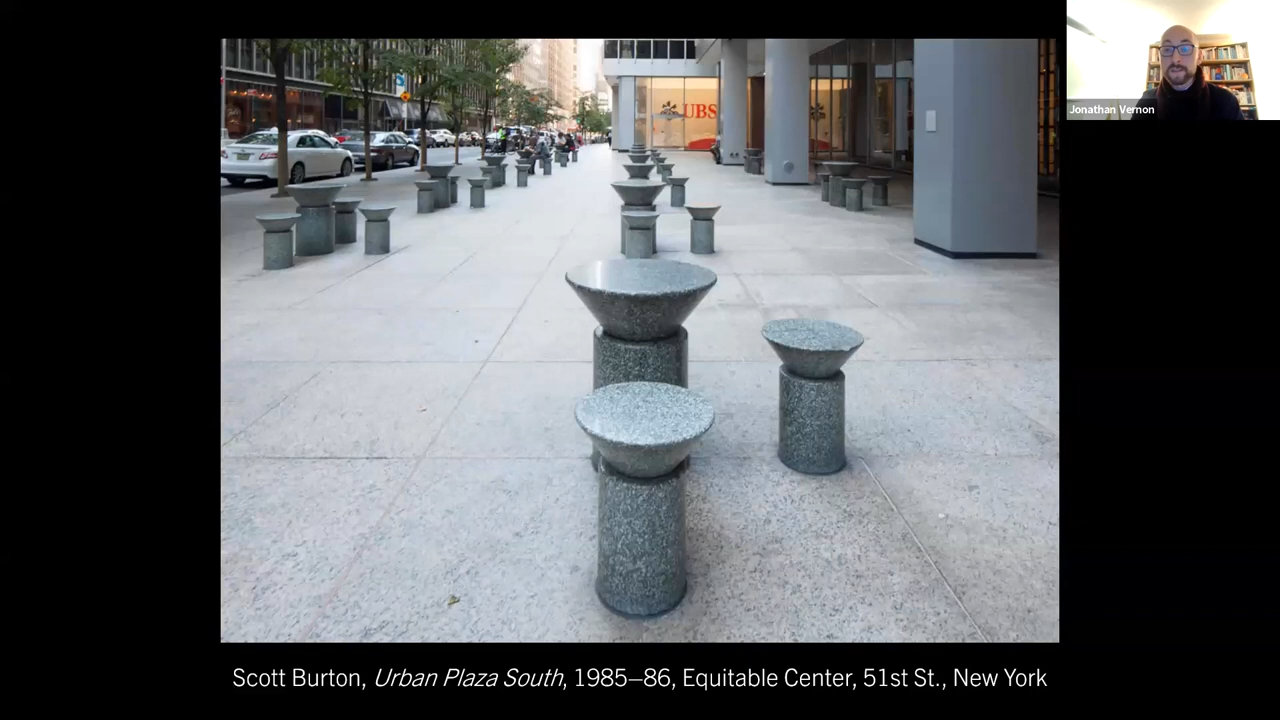 UBS
Jonathan Vernon
Scott Burton, Urban Plaza South, 1985–86, Equitable Center, 51st St., New York